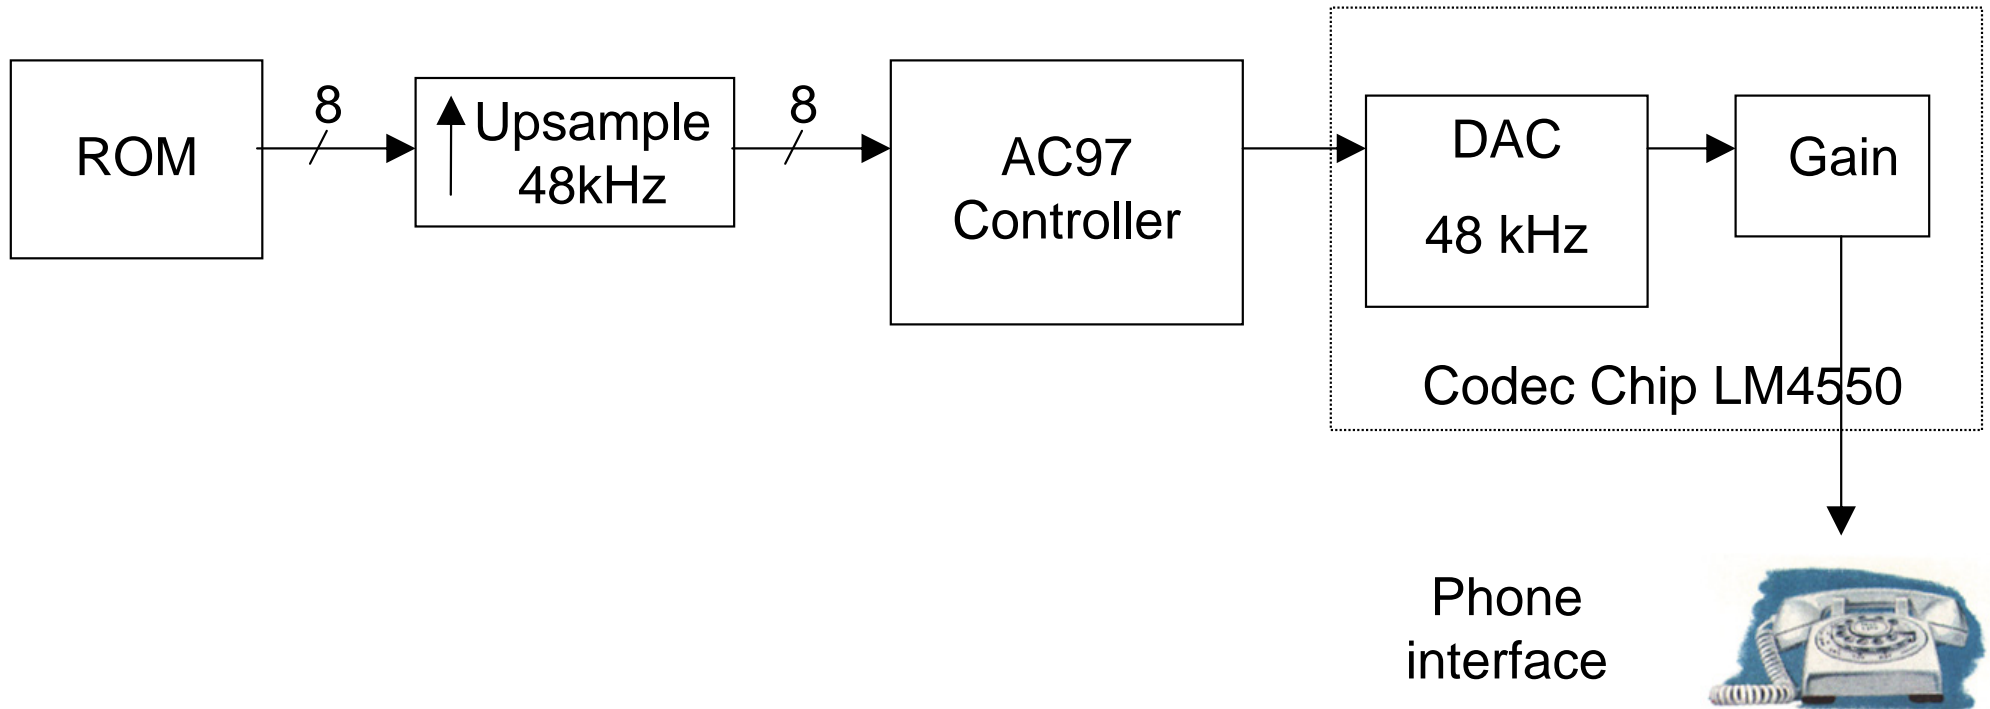 ROM
8
Upsample
48kHz
8
AC97
Controller
DAC
48 kHz
Gain
Codec Chip LM4550
Phone
interface